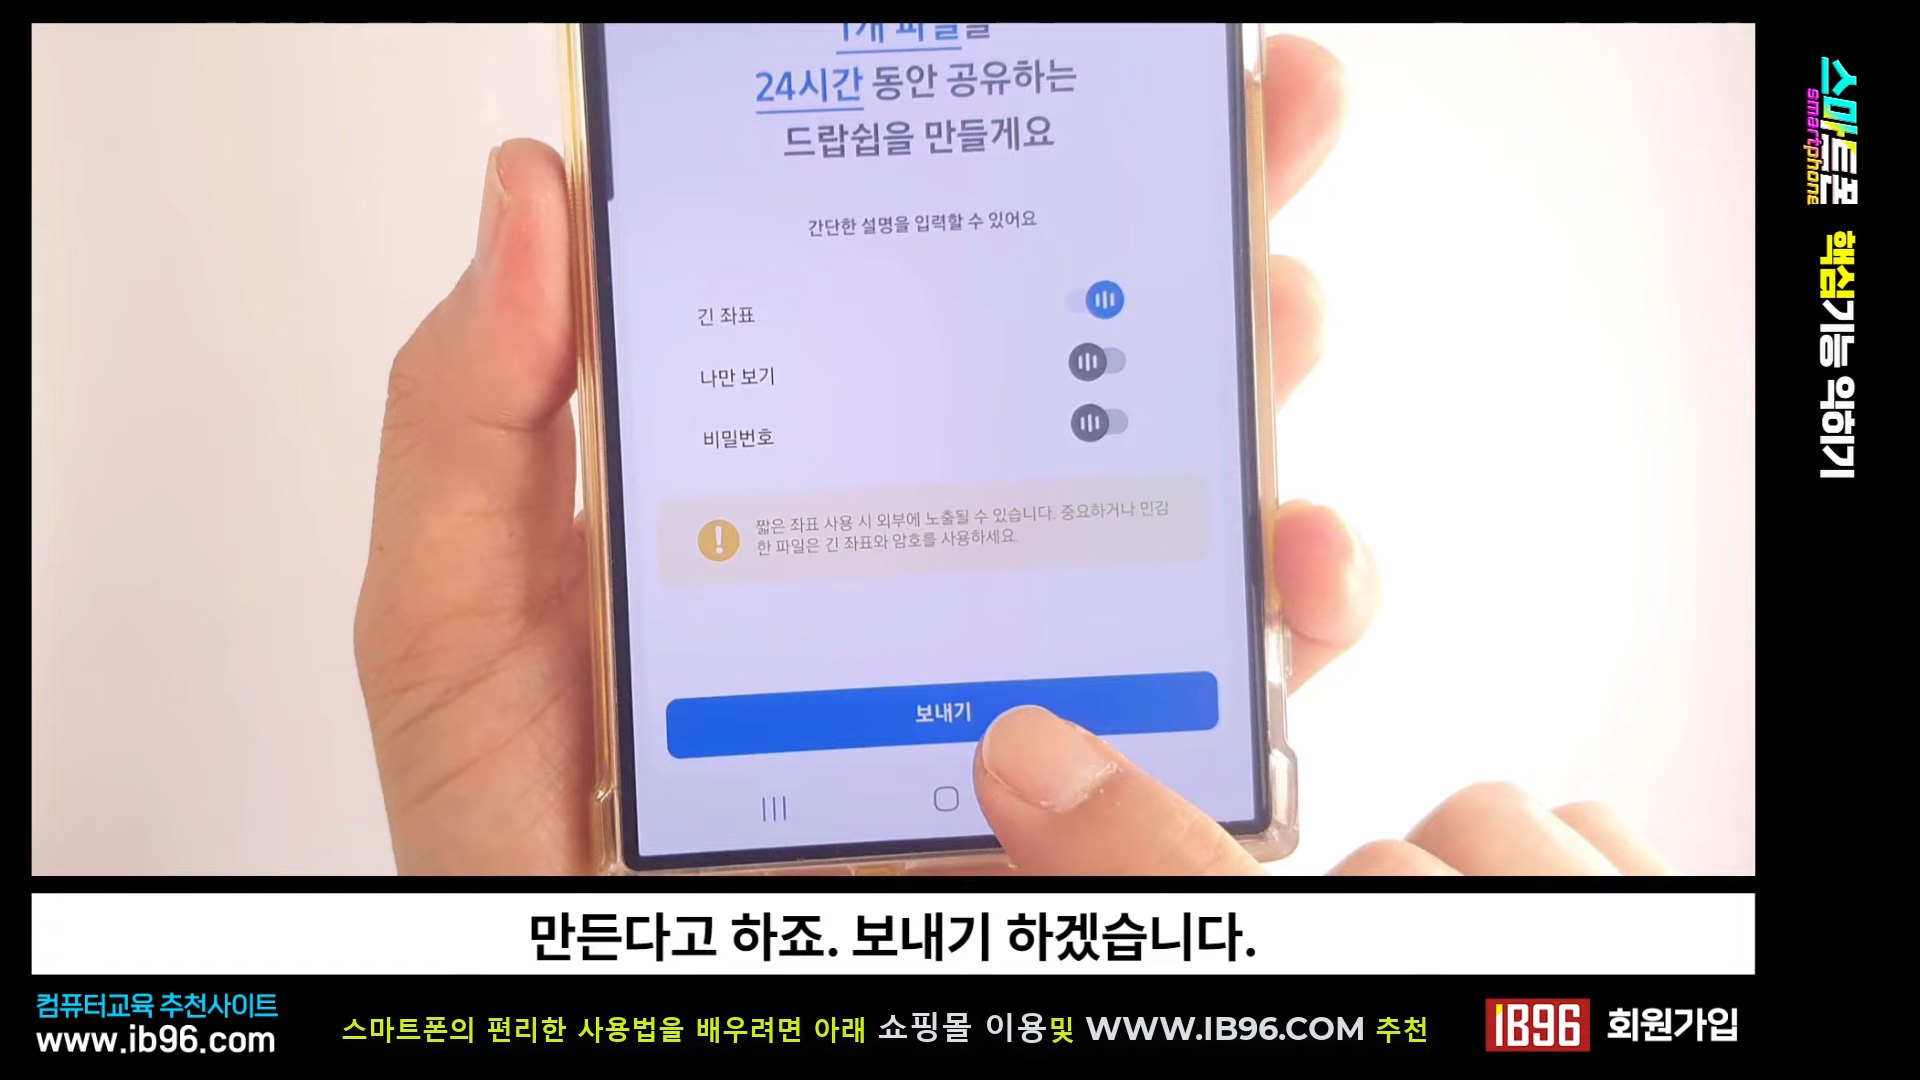 1개 파일을
24시간 동안 공유하는
드랍쉽을 만들게요
간단한 설명을 입력할 수 있어요
긴 좌표
나만 보기
비밀번호
짧은 좌표 사용 시 외부에 노출될 수 있습니다. 중요하거나 민감
한 파일은 긴 좌표와 암호를 사용하세요.
보내기
스마트폰 핵심기능 익히기
smartphone
만든다고 하죠. 보내기 하겠습니다.
컴퓨터교육 추천사이트
www.ib96.com
스마트폰의 편리한 사용법을 배우려면 아래 쇼핑몰 이용및 WWW.IB96.COM 추천
IB96 회원가입